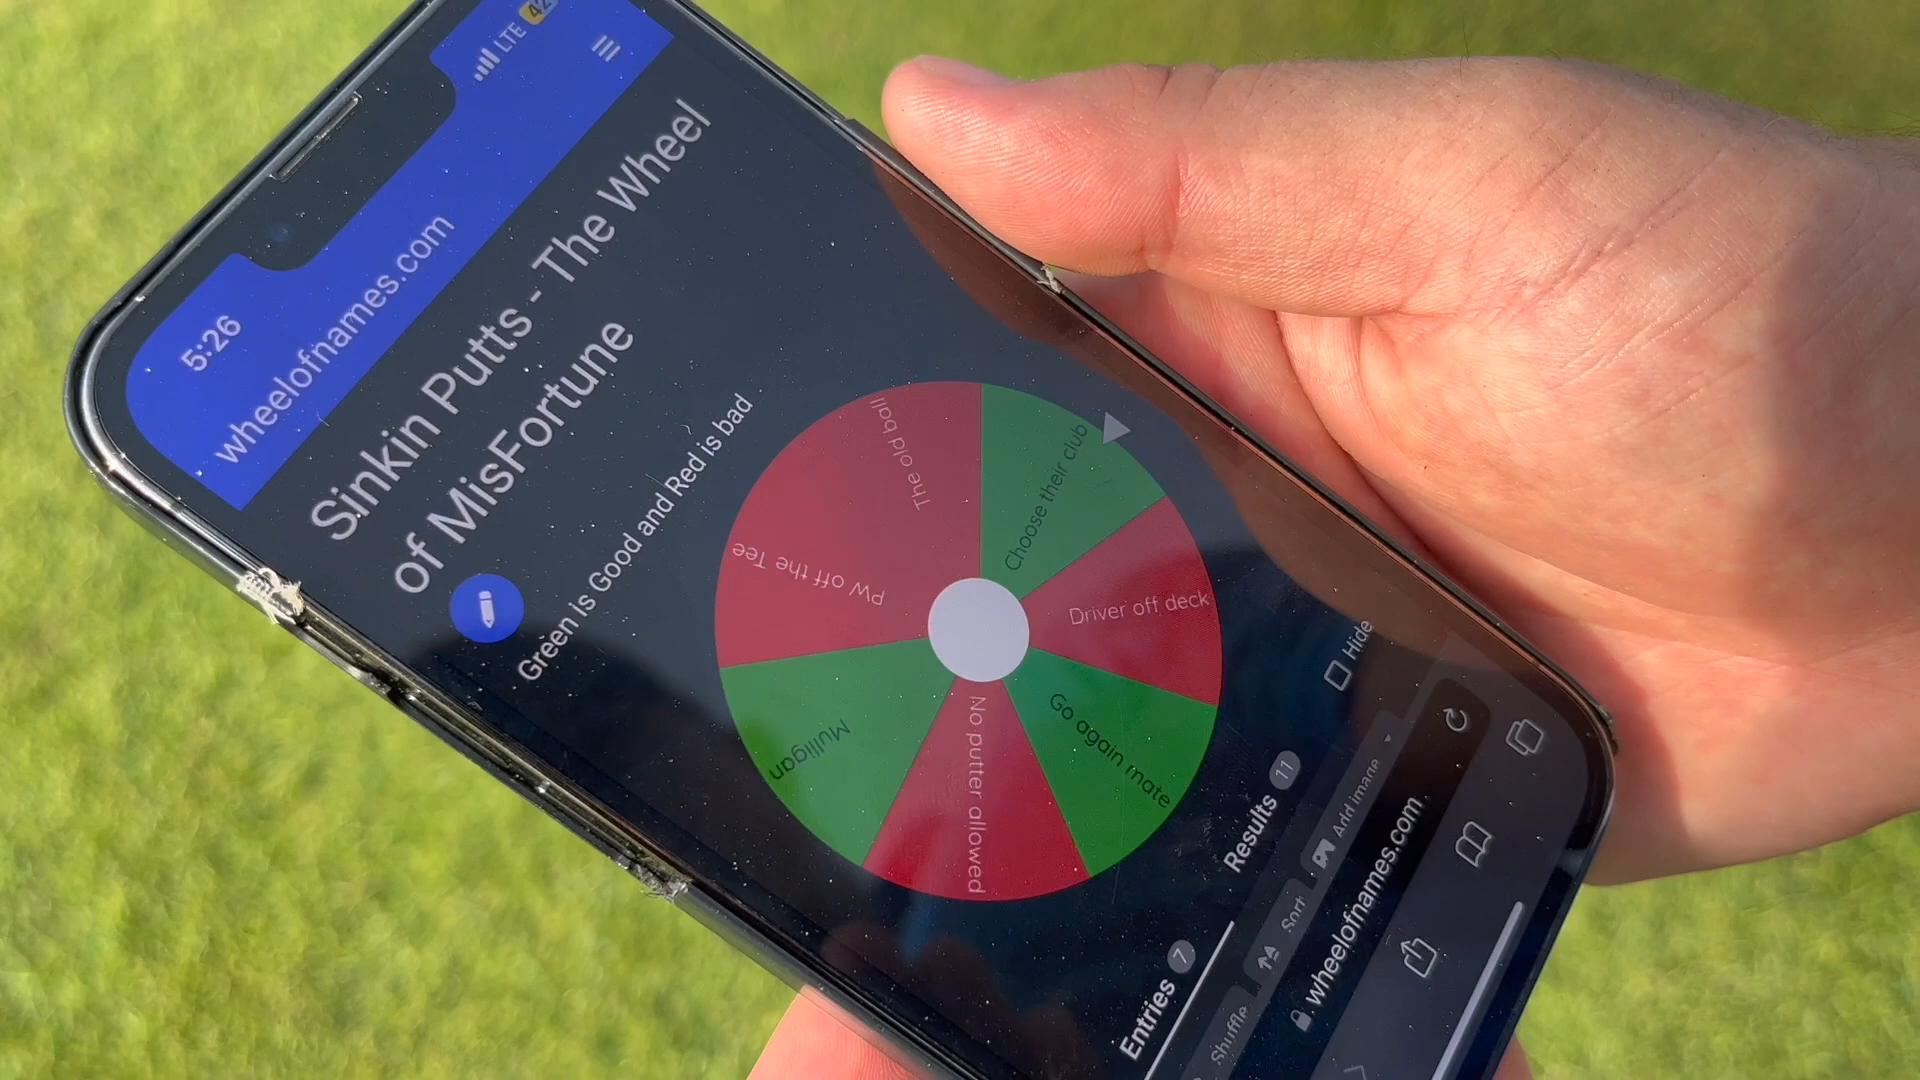 5:26
LTE 42
wheelofnames.com
Sinkin Putts - The Wheel
of MisFortune
Green is Good and Red is bad
The old ball
Choose their club
PW off the Tee
Driver off deck
Mulligan
No putter allowed
Go again mate
Entries 7
Results 11
Hide
Shuffle
Sort
Add image
wheelofnames.com